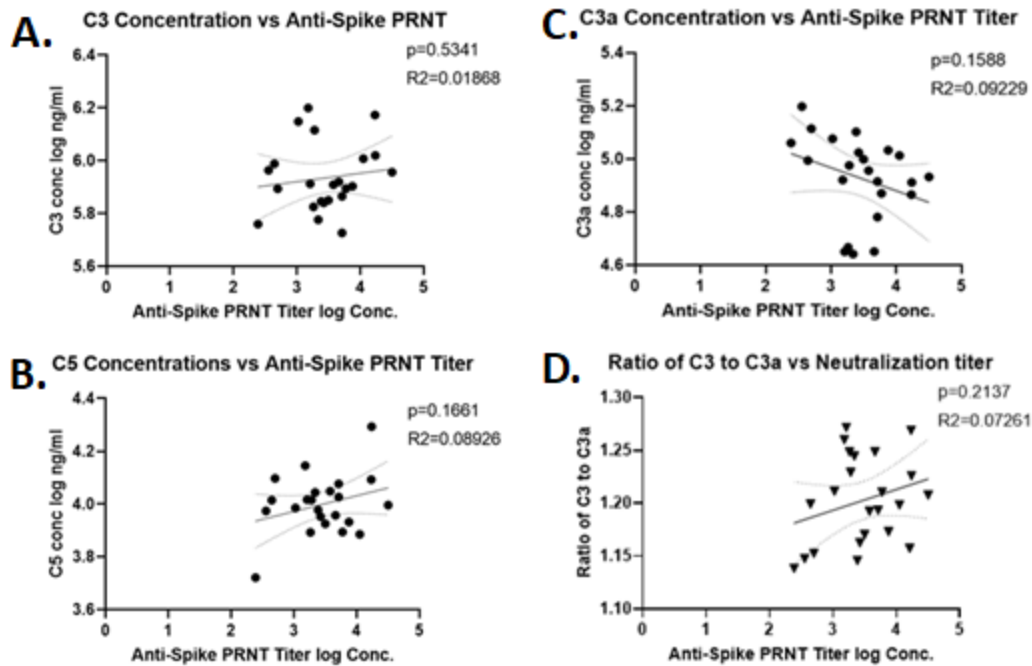 A.
C3 Concentration vs Anti-Spike PRNT
p=0.5341
R2=0.01868
C3 conc log ng/ml
6.4
6.2
6.0
5.8
5.6
0 1 2 3 4 5
Anti-Spike PRNT Titer log Conc.
B.
C5 Concentrations vs Anti-Spike PRNT Titer
p=0.1661
R2=0.08926
C5 conc log ng/ml
4.4
4.2
4.0
3.8
3.6
0 1 2 3 4 5
Anti-Spike PRNT Titer log Conc.
C.
C3a Concentration vs Anti-Spike PRNT Titer
p=0.1588
R2=0.09229
C3a conc log ng/ml
5.4
5.2
5.0
4.8
4.6
0 1 2 3 4 5
Anti-Spike PRNT Titer log Conc.
D.
Ratio of C3 to C3a vs Neutralization titer
p=0.2137
R2=0.07261
Ratio of C3 to C3a
1.30
1.25
1.20
1.15
1.10
0 1 2 3 4 5
Anti-Spike PRNT Titer log Conc.